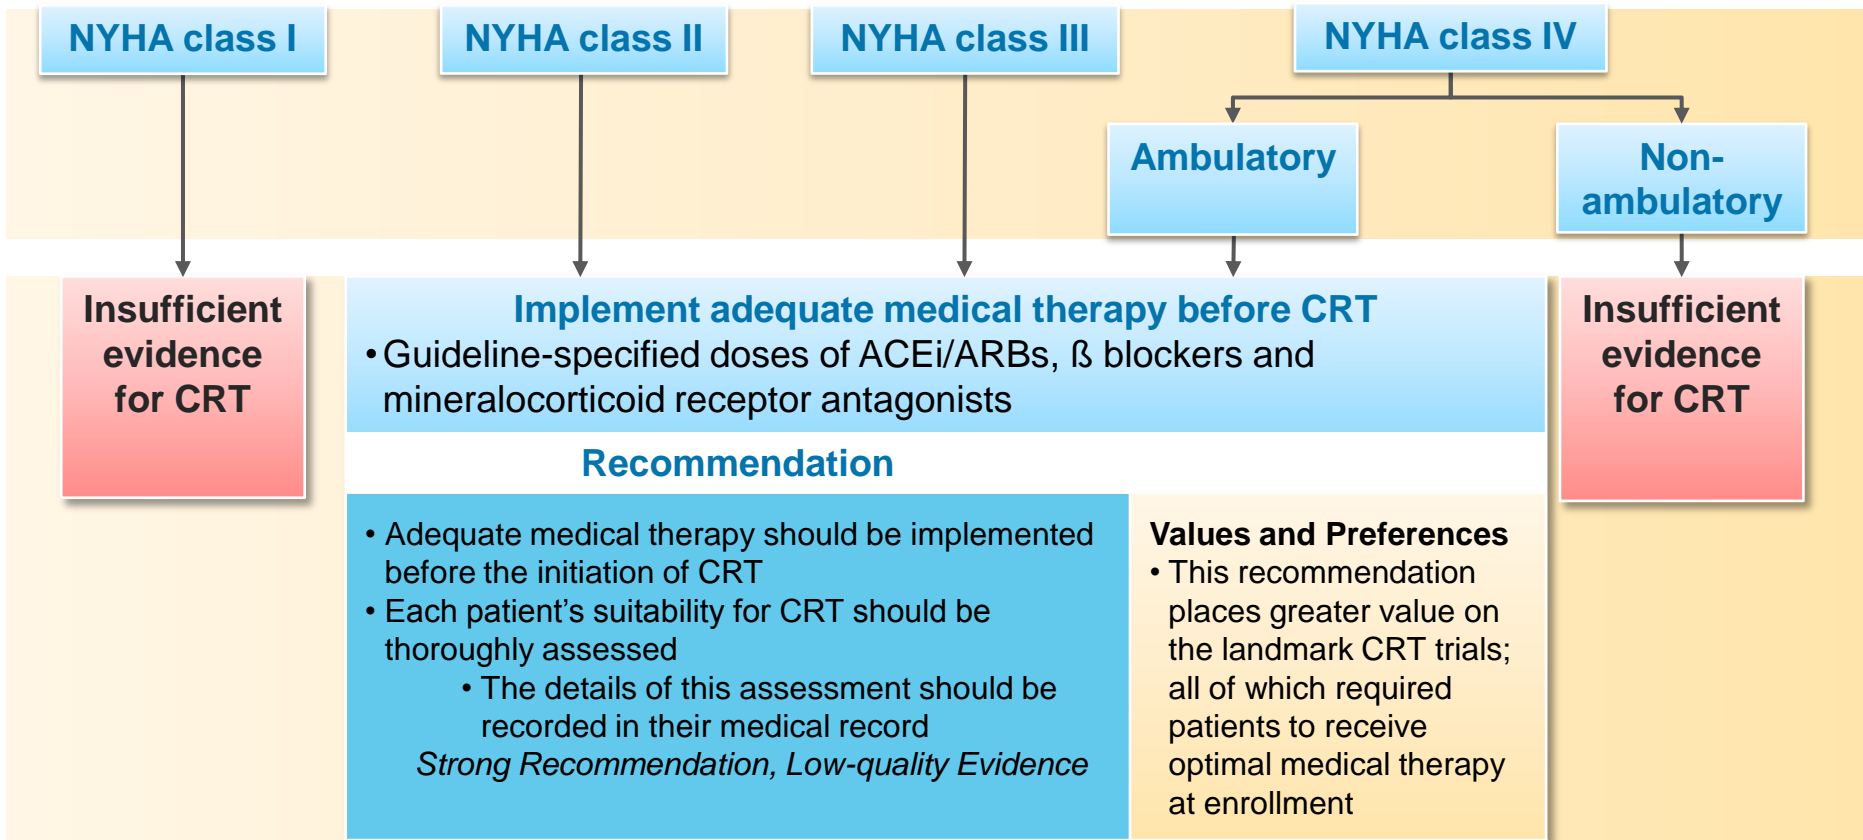 NYHA class I
NYHA class II
NYHA class III
NYHA class IV
Ambulatory
Non-
ambulatory
Insufficient
evidence
for CRT
Implement adequate medical therapy before CRT
• Guideline-specified doses of ACEi/ARBs, ß blockers and
mineralocorticoid receptor antagonists
Insufficient
evidence
for CRT
Recommendation
• Adequate medical therapy should be implemented
before the initiation of CRT
• Each patient’s suitability for CRT should be
thoroughly assessed
• The details of this assessment should be
recorded in their medical record
Strong Recommendation, Low-quality Evidence
Values and Preferences
• This recommendation
places greater value on
the landmark CRT trials;
all of which required
patients to receive
optimal medical therapy
at enrollment